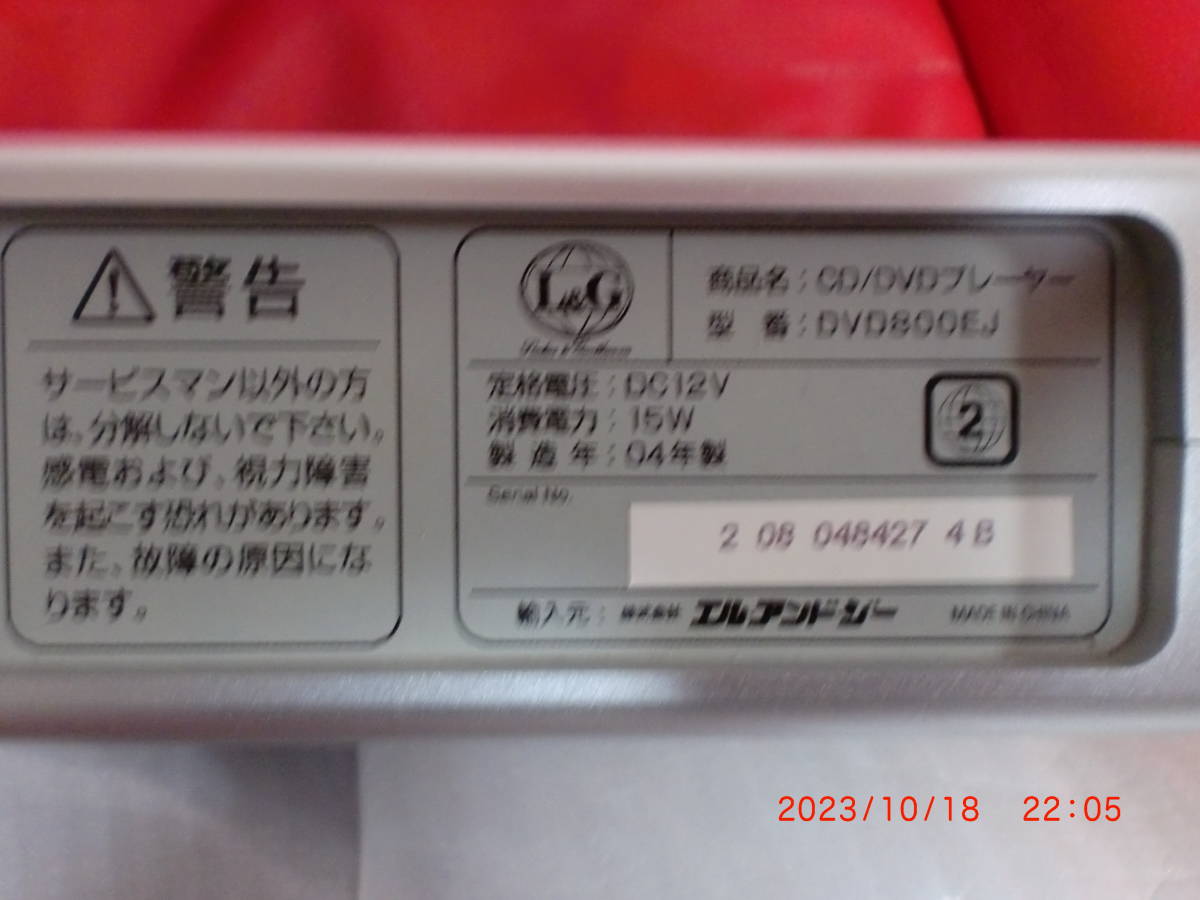 警告
サービスマン以外の方
は、分解しないで下さい。
感電および、視力障害
を起こす恐れがあります。
また、故障の原因にな
ります。
L&G
商品名：CD/DVDプレーヤー
型　番：DVD800EJ
定格電圧：DC12V
消費電力：15W
製 造 年：04年製
2
Serial No.
2 08 048427 4B
輸入元：株式会社 エル・アンド・ジー MADE IN CHINA
2023/10/18 22:05